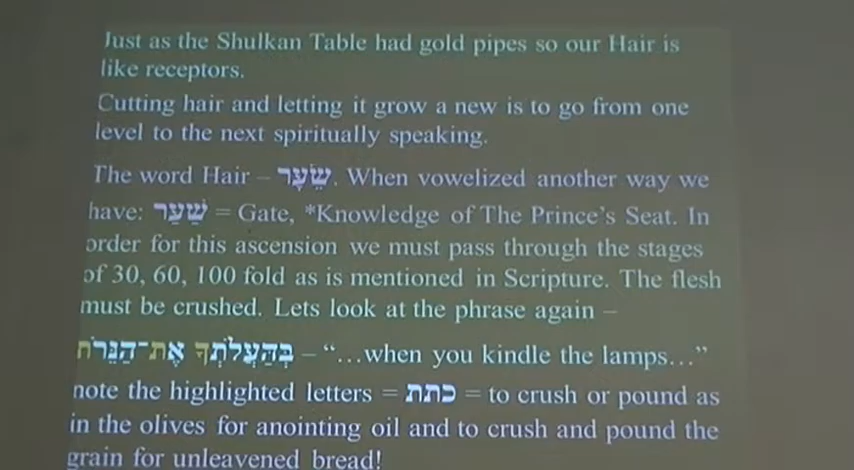 Just as the Shulkan Table had gold pipes so our Hair is
like receptors.
Cutting hair and letting it grow a new is to go from one
level to the next spiritually speaking.
The word Hair – שֵׂעָר. When vowelized another way we
have: שַׁעַר = Gate, *Knowledge of The Prince's Seat. In
order for this ascension we must pass through the stages
of 30, 60, 100 fold as is mentioned in Scripture. The flesh
must be crushed. Lets look at the phrase again –
בְּהַעֲלֹתְךָ אֶת־הַנֵּרֹת – “…when you kindle the lamps…”
note the highlighted letters = כתת = to crush or pound as
in the olives for anointing oil and to crush and pound the
grain for unleavened bread!